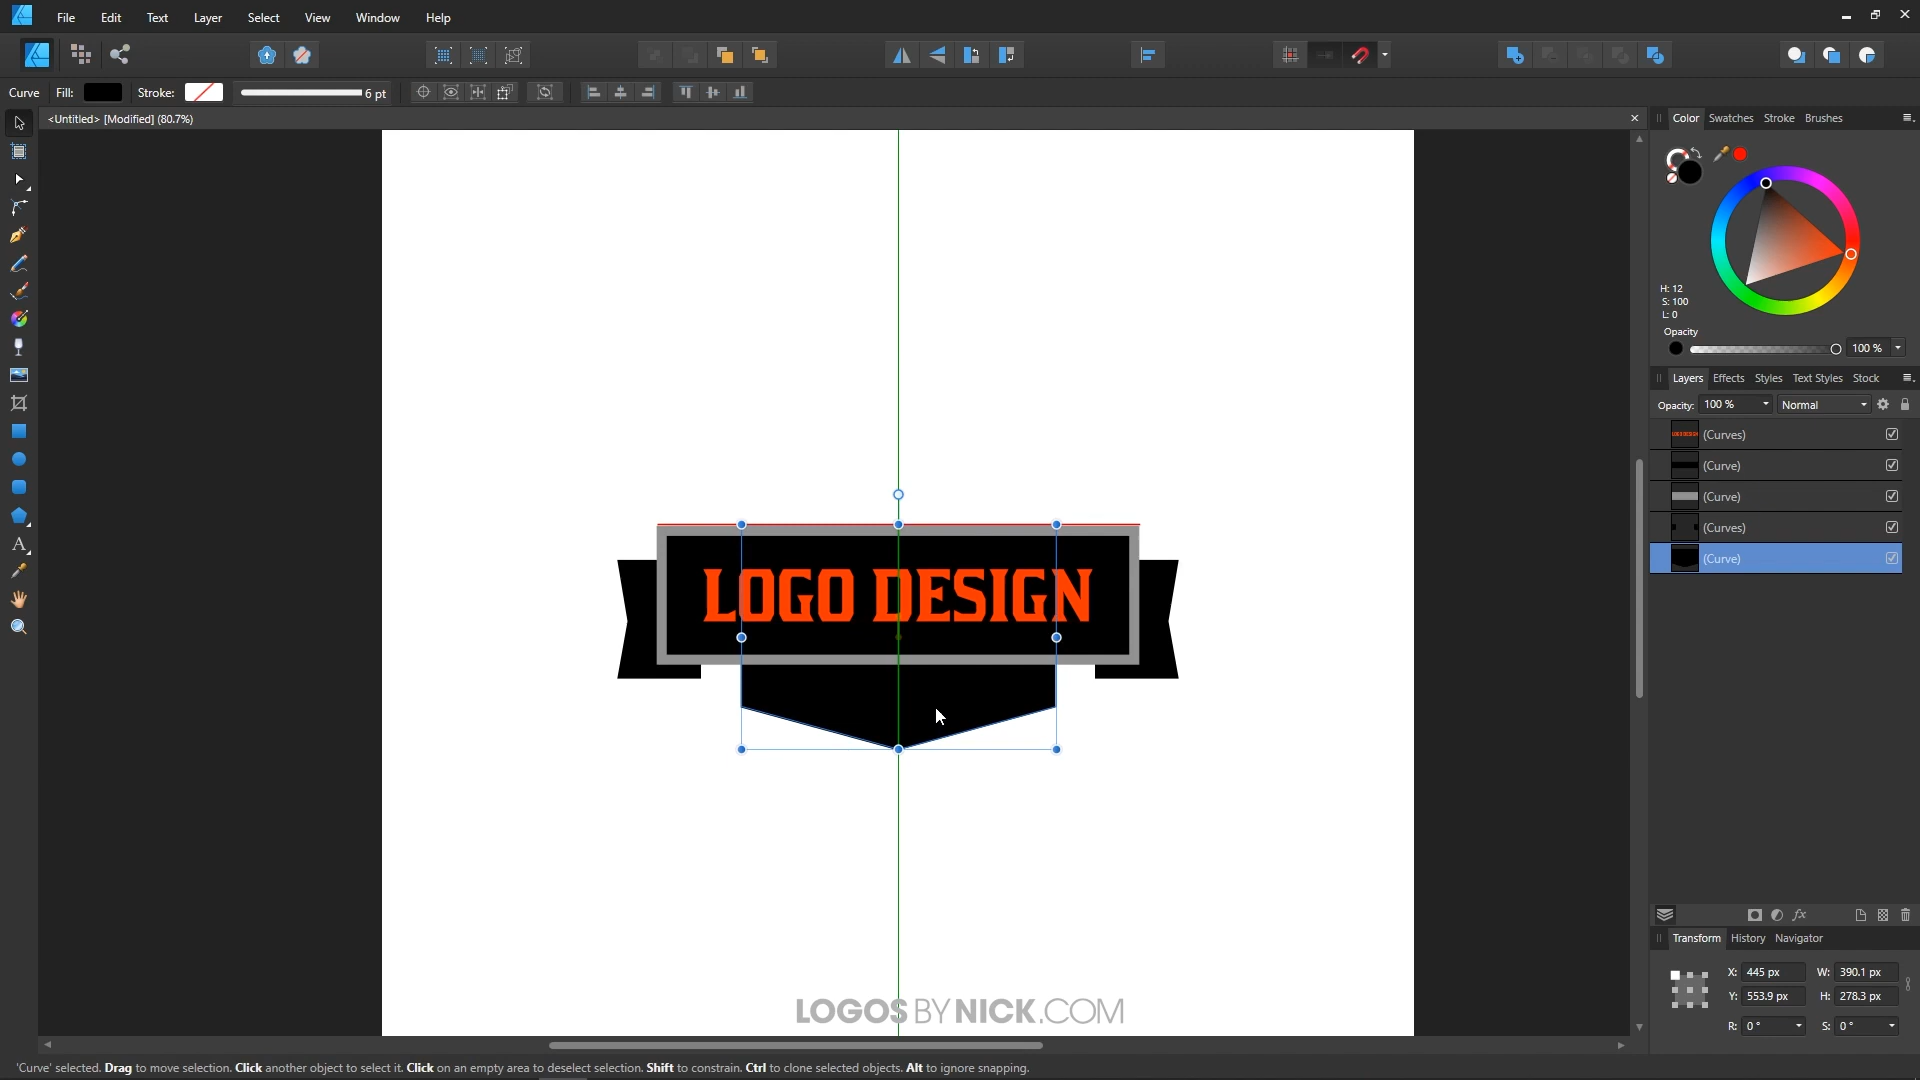 File Edit Text Layer Select View Window Help
Curve Fill: Stroke: 6 pt
<Untitled> [Modified] (80.7%)
Color Swatches Stroke Brushes
H: 12
S: 100
L: 0
Opacity
100 %
Layers Effects Styles Text Styles Stock
Opacity: 100 % Normal
(Curves)
(Curve)
(Curve)
(Curves)
(Curve)
LOGO DESIGN
Transform History Navigator
X: 445 px W: 390.1 px
Y: 553.9 px H: 278.3 px
R: 0 ° S: 0 °
LOGOSBYNICK.COM
'Curve' selected. Drag to move selection. Click another object to select it. Click on an empty area to deselect selection. Shift to constrain. Ctrl to clone selected objects. Alt to ignore snapping.